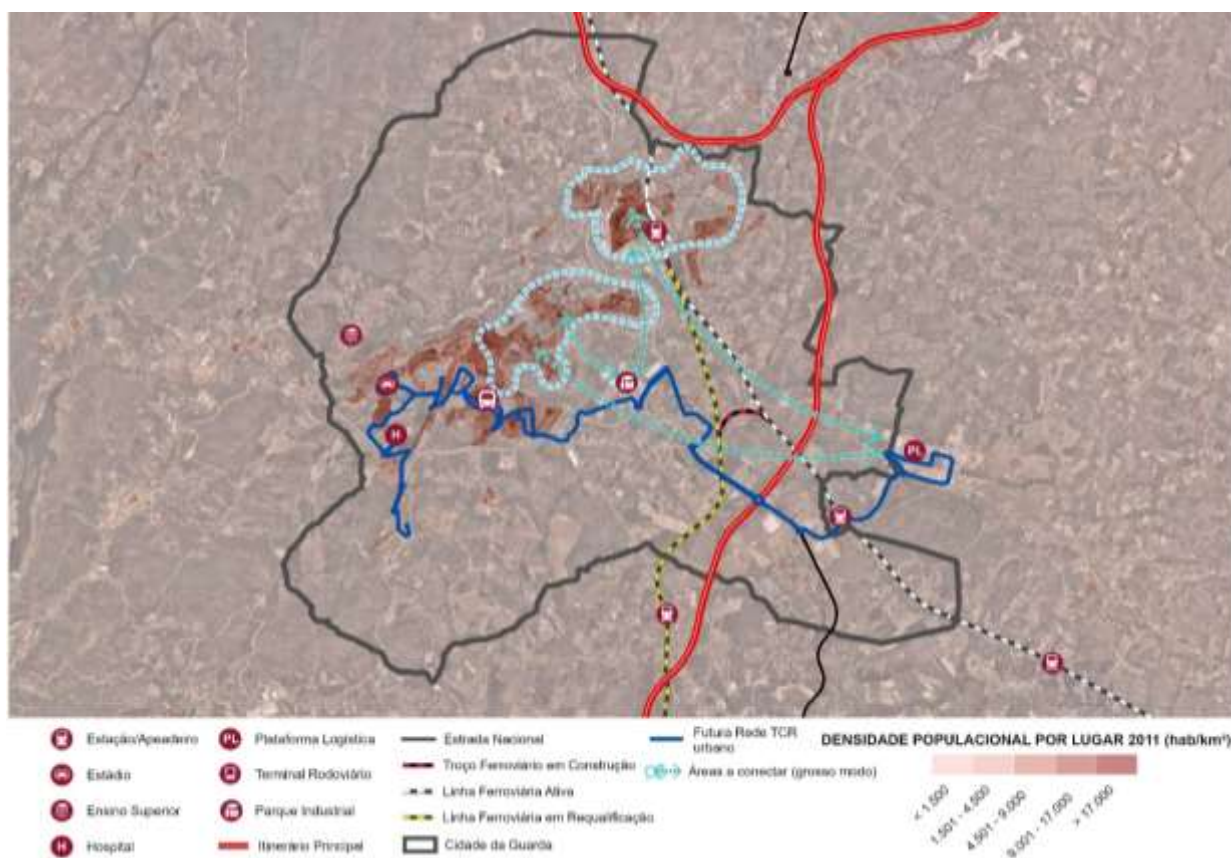 H
PL
Estação/Apeadeiro
Estádio
Ensino Superior
H Hospital
PL Plataforma Logística
Terminal Rodoviário
Parque Industrial
Itinerário Principal
Estrada Nacional
Troço Ferroviário em Construção
Linha Ferroviária Ativa
Linha Ferroviária em Requalificação
Cidade da Guarda
Futura Rede TCR
urbano
Áreas a conectar (grosso modo)
DENSIDADE POPULACIONAL POR LUGAR 2011 (hab/km²)
< 1.500
1.501 - 4.500
4.501 - 9.000
9.001 - 17.000
> 17.000